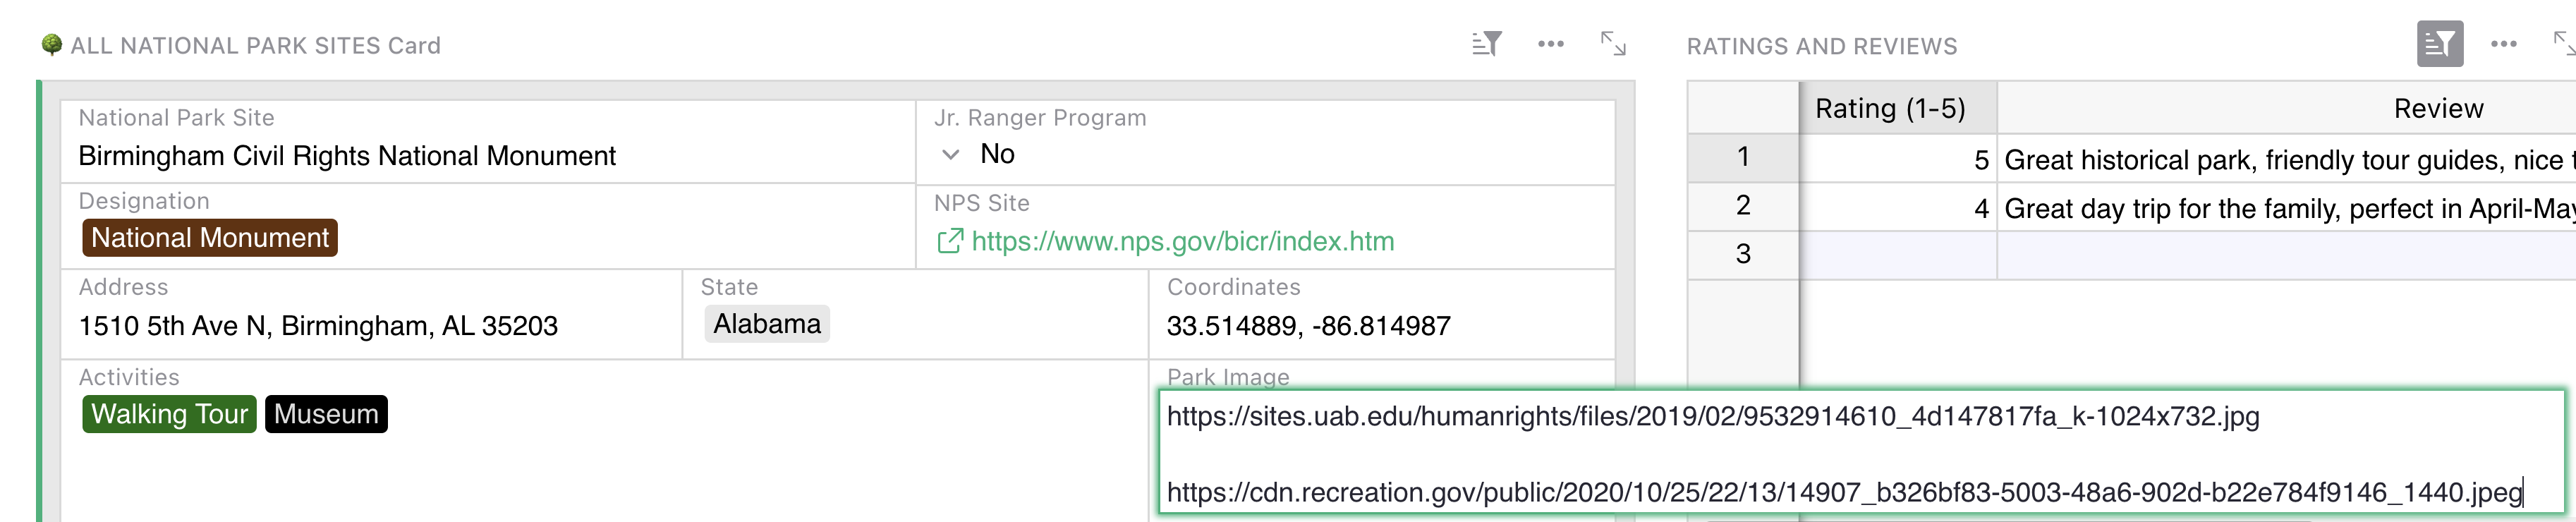 ALL NATIONAL PARK SITES Card
National Park Site
Birmingham Civil Rights National Monument
Jr. Ranger Program
No
Designation
National Monument
NPS Site
https://www.nps.gov/bicr/index.htm
Address
1510 5th Ave N, Birmingham, AL 35203
State
Alabama
Coordinates
33.514889, -86.814987
Activities
Walking Tour Museum
Park Image
https://sites.uab.edu/humanrights/files/2019/02/9532914610_4d147817fa_k-1024x732.jpg
https://cdn.recreation.gov/public/2020/10/25/22/13/14907_b326bf83-5003-48a6-902d-b22e784f9146_1440.jpeg
RATINGS AND REVIEWS
Rating (1-5) Review
1 5 Great historical park, friendly tour guides, nice
2 4 Great day trip for the family, perfect in April-May
3